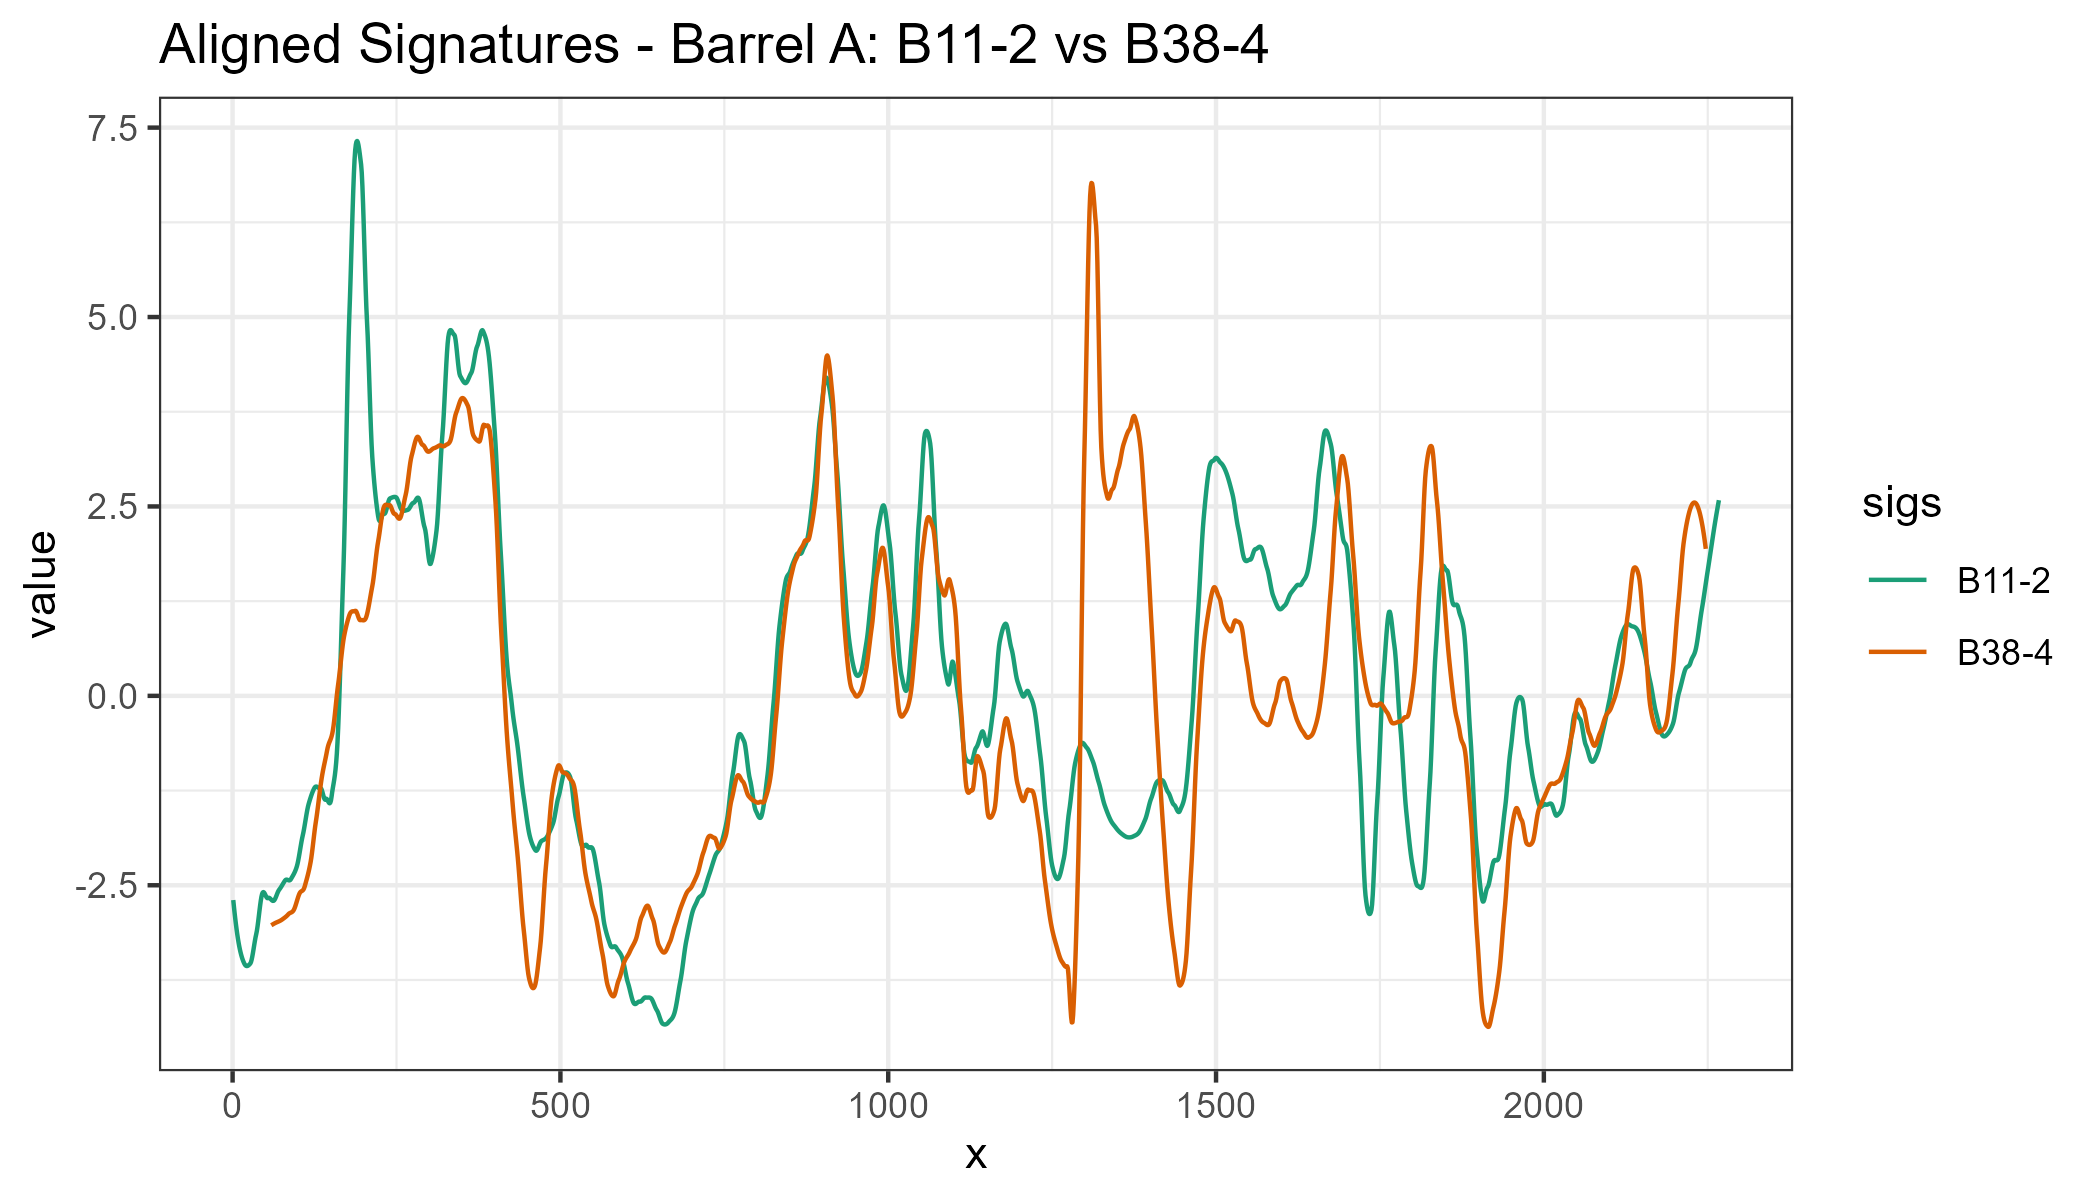 Aligned Signatures - Barrel A: B11-2 vs B38-4
7.5
5.0
2.5
0.0
-2.5
value
0 500 1000 1500 2000
x
sigs
B11-2
B38-4